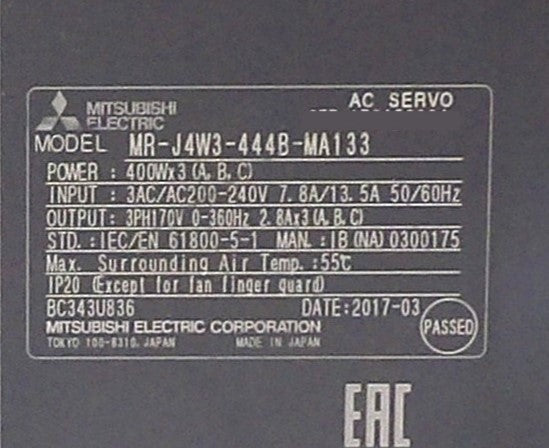 AC SERVO
MITSUBISHI
ELECTRIC
MODEL MR-J4W3-444B-MA133
POWER : 400Wx3 (A, B, C)
INPUT : 3AC/AC200-240V 7.8A/13.5A 50/60Hz
OUTPUT: 3PH170V 0-360Hz 2.8Ax3 (A, B, C)
STD. : IEC/EN 61800-5-1 MAN. : IB (NA) 0300175
Max. Surrounding Air Temp. :55℃
IP20 (Except for fan finger guard)
BC343U836 DATE:2017-03
MITSUBISHI ELECTRIC CORPORATION PASSED
TOKYO 100-8310, JAPAN MADE IN JAPAN
EAC